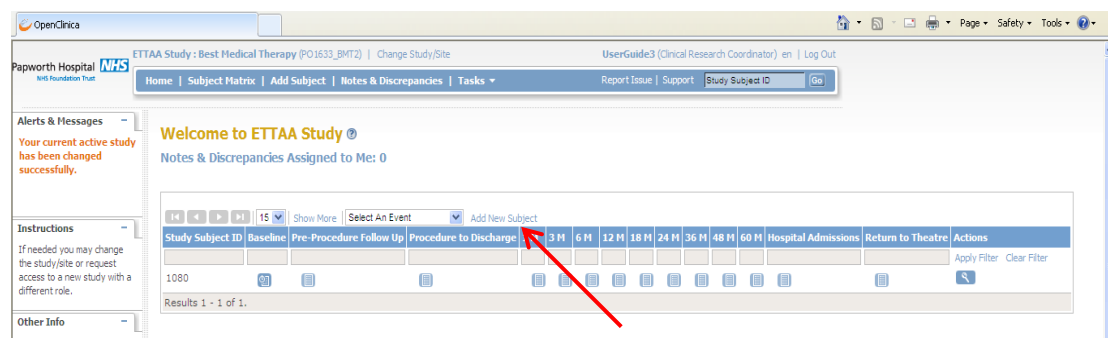 OpenClinica
Page Safety Tools
Papworth Hospital NHS
NHS Foundation Trust
ETTAA Study : Best Medical Therapy (PO1633_BMT2) | Change Study/Site
UserGuide3 (Clinical Research Coordinator) en | Log Out
Home | Subject Matrix | Add Subject | Notes & Discrepancies | Tasks
Report Issue | Support Study Subject ID Go
Alerts & Messages
Your current active study
has been changed
successfully.
Instructions
If needed you may change
the study/site or request
access to a new study with a
different role.
Other Info
Welcome to ETTAA Study
Notes & Discrepancies Assigned to Me: 0
15 Show More | Select An Event Add New Subject
Study Subject ID Baseline Pre-Procedure Follow Up Procedure to Discharge 3 M 6 M 12 M 18 M 24 M 36 M 48 M 60 M Hospital Admissions Return to Theatre Actions
Apply Filter Clear Filter
1080
Results 1 - 1 of 1.